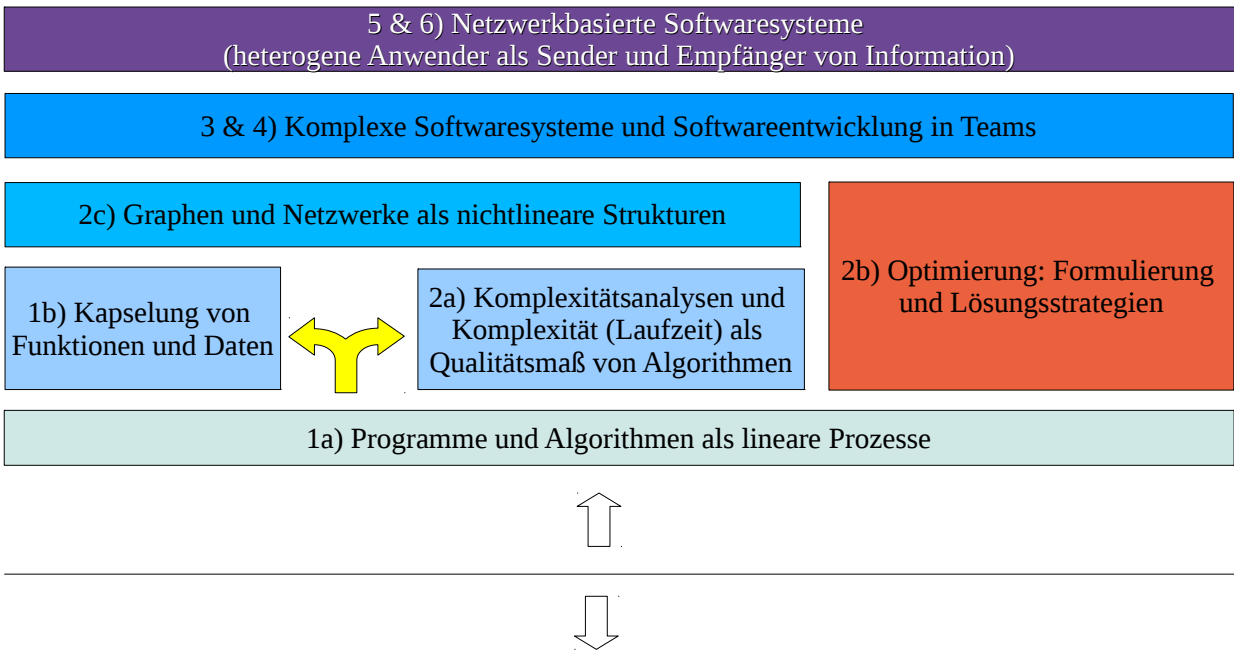 5 & 6) Netzwerkbasierte Softwaresysteme
(heterogene Anwender als Sender und Empfänger von Information)
3 & 4) Komplexe Softwaresysteme und Softwareentwicklung in Teams
2c) Graphen und Netzwerke als nichtlineare Strukturen
2b) Optimierung: Formulierung
und Lösungsstrategien
1b) Kapselung von
Funktionen und Daten
2a) Komplexitätsanalysen und
Komplexität (Laufzeit) als
Qualitätsmaß von Algorithmen
1a) Programme und Algorithmen als lineare Prozesse